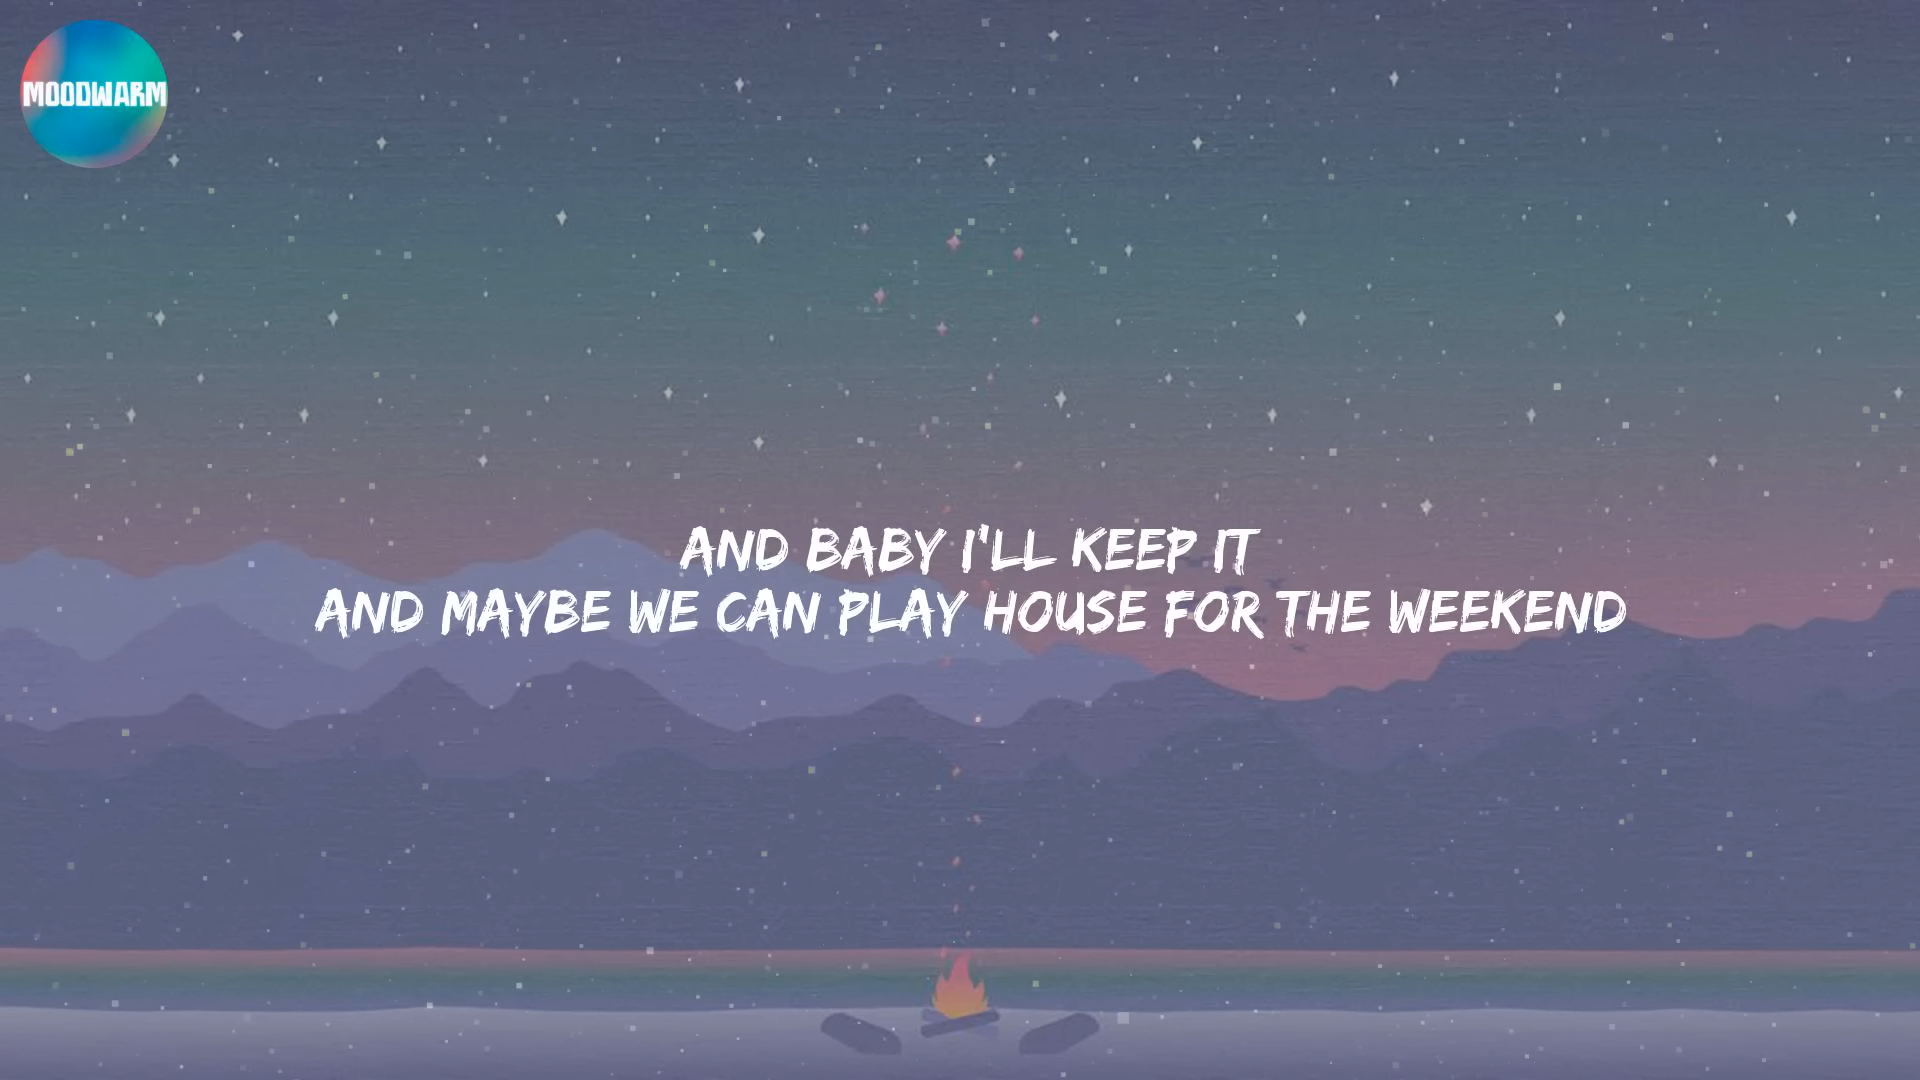 MOODWARM
AND BABY I'LL KEEP IT
AND MAYBE WE CAN PLAY HOUSE FOR THE WEEKEND